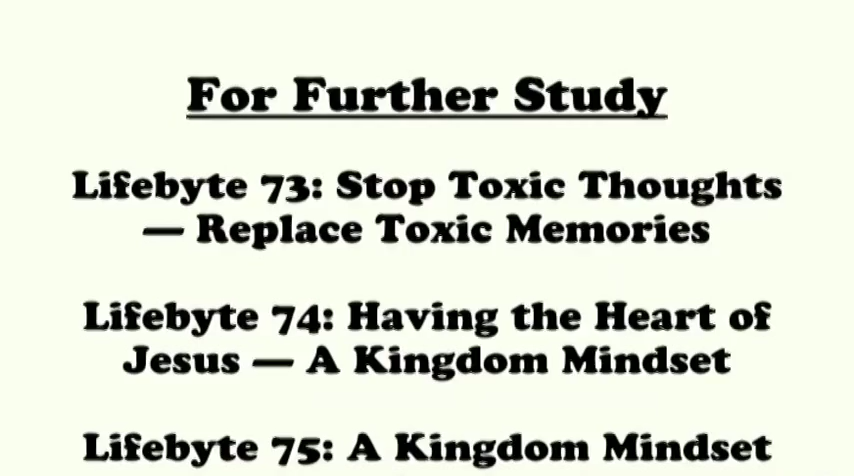 For Further Study
Lifebyte 73: Stop Toxic Thoughts
— Replace Toxic Memories
Lifebyte 74: Having the Heart of
Jesus — A Kingdom Mindset
Lifebyte 75: A Kingdom Mindset